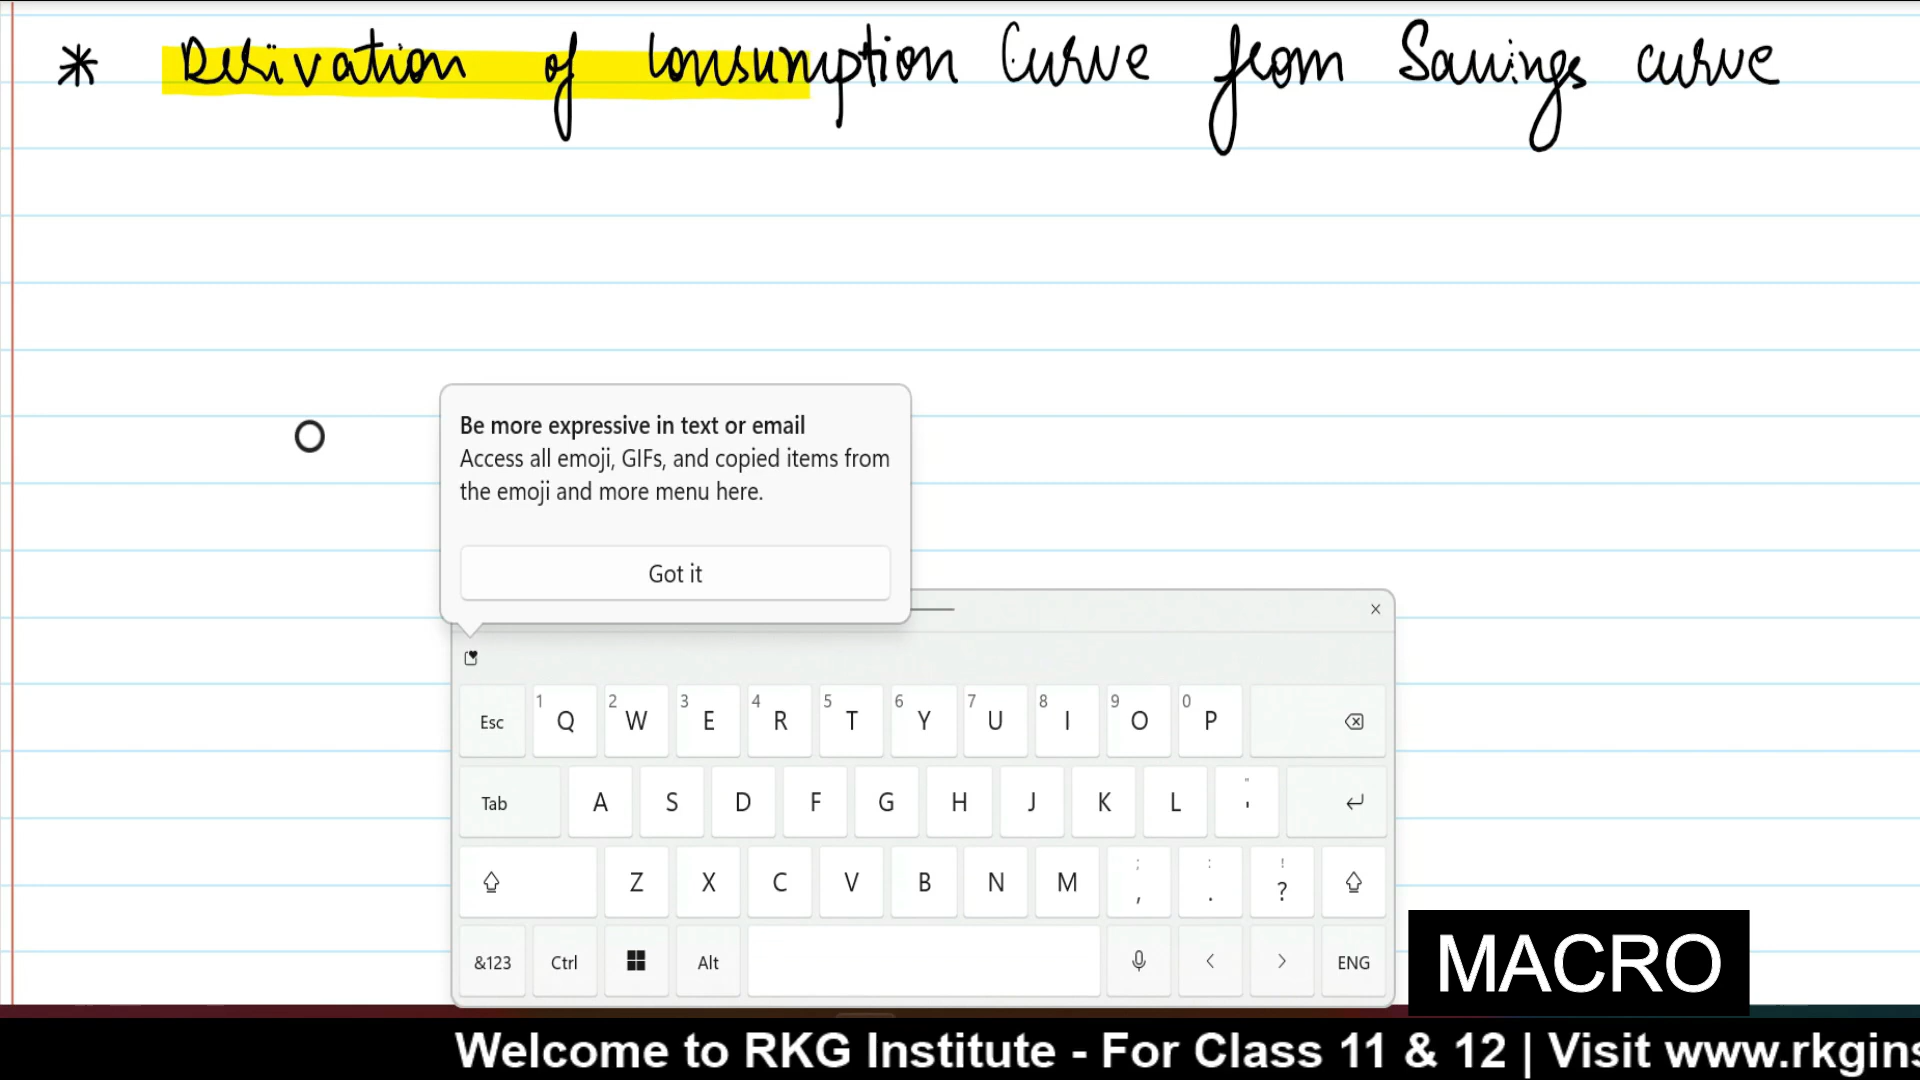 * Derivation of Consumption Curve from Savings curve
O
Be more expressive in text or email
Access all emoji, GIFs, and copied items from
the emoji and more menu here.
Got it
Esc 1 Q 2 W 3 E 4 R 5 T 6 Y 7 U 8 I 9 O 0 P
Tab A S D F G H J K L " '
Z X C V B N M ; , : . ! ?
&123 Ctrl Alt < > ENG
MACRO
Welcome to RKG Institute - For Class 11 & 12 | Visit www.rkgins